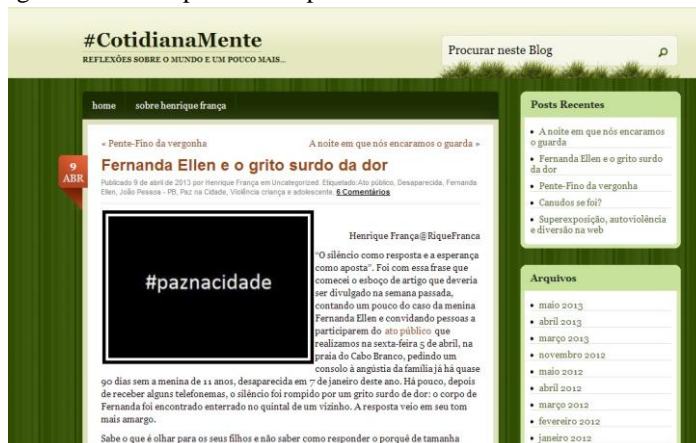 #CotidianaMente
REFLEXÕES SOBRE O MUNDO E UM POUCO MAIS...
Procurar neste Blog
home sobre henrique frança
« Pente-Fino da vergonha A noite em que nós encaramos o guarda »
9
ABR
Fernanda Ellen e o grito surdo da dor
Publicado 9 de abril de 2013 por Henrique França em Uncategorized. Etiquetado:Ato público, Desaparecida, Fernanda
Ellen, João Pessoa - PB, Paz na Cidade, Violência criança e adolescente. 6 Comentários
#paznacidade
Henrique França@RiqueFranca
“O silêncio como resposta e a esperança
como aposta”. Foi com essa frase que
comecei o esboço de artigo que deveria
ser divulgado na semana passada,
contando um pouco do caso da menina
Fernanda Ellen e convidando pessoas a
participarem do ato público que
realizamos na sexta-feira 5 de abril, na
praia do Cabo Branco, pedindo um
consolo à angústia da família já há quase
90 dias sem a menina de 11 anos, desaparecida em 7 de janeiro deste ano. Há pouco, depois
de receber alguns telefonemas, o silêncio foi rompido por um grito surdo de dor: o corpo de
Fernanda foi encontrado enterrado no quintal de um vizinho. A resposta veio em seu tom
mais amargo.
Sabe o que é olhar para os seus filhos e não saber como responder o porquê de tamanha
Posts Recentes
A noite em que nós encaramos
o guarda
Fernanda Ellen e o grito surdo
da dor
Pente-Fino da vergonha
Canudos se foi?
Superexposição, autoviolência
e diversão na web
Arquivos
maio 2013
abril 2013
março 2013
novembro 2012
maio 2012
abril 2012
março 2012
fevereiro 2012
janeiro 2012